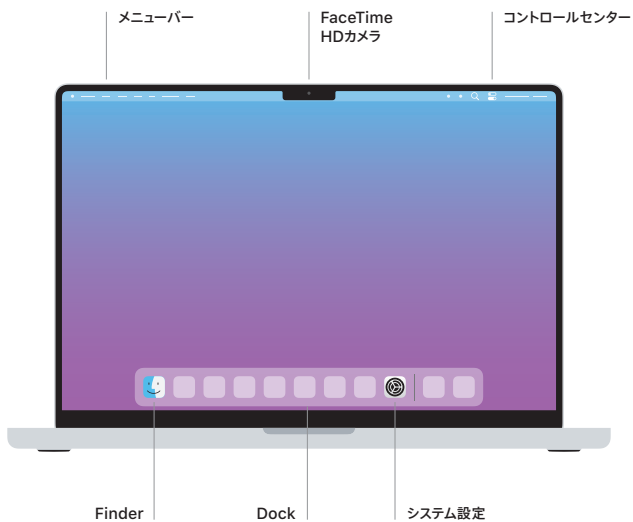 メニューバー
FaceTime
HDカメラ
コントロールセンター
Finder
Dock
システム設定